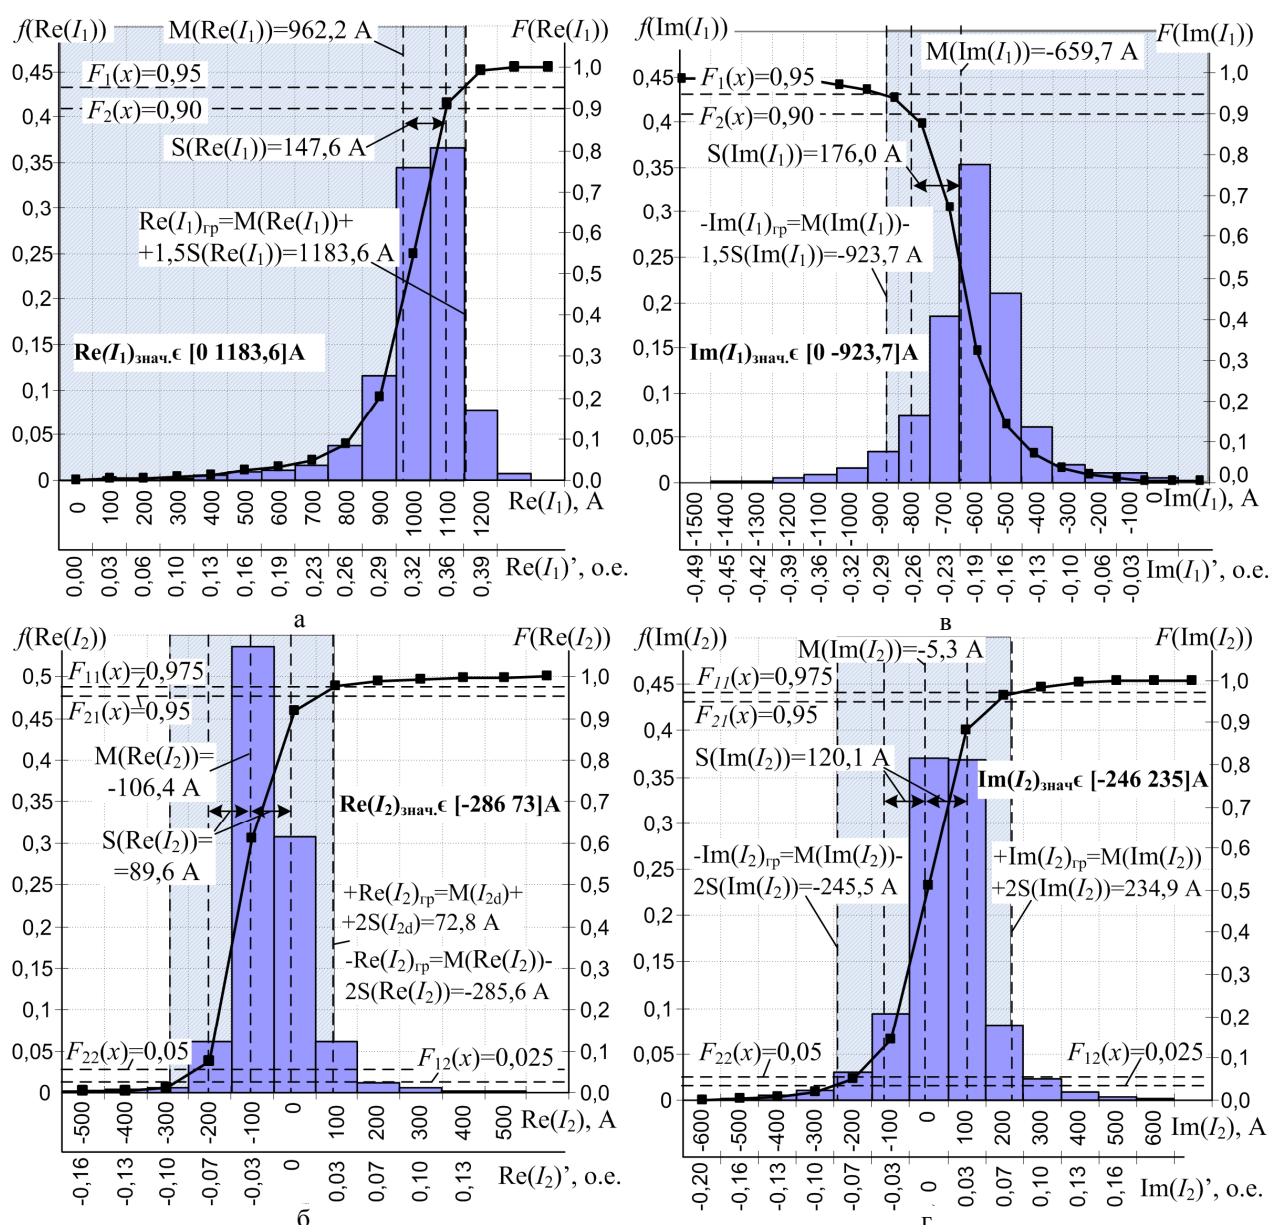 f(Re(I₁))
M(Re(I₁))=962,2 A
F(Re(I₁))
F₁(x)=0,95
F₂(x)=0,90
S(Re(I₁))=147,6 A
Re(I₁)гр=M(Re(I₁))+
+1,5S(Re(I₁))=1183,6 A
Re(I₁)знач.є [0 1183,6]A
0,45
0,4
0,35
0,3
0,25
0,2
0,15
0,1
0,05
0
1,0
0,9
0,8
0,7
0,6
0,5
0,4
0,3
0,2
0,1
0,0
0 100 200 300 400 500 600 700 800 900 1000 1100 1200
Re(I₁), A
0,00 0,03 0,06 0,10 0,13 0,16 0,19 0,23 0,26 0,29 0,32 0,36 0,39
Re(I₁)’, o.e.
а
f(Im(I₁))
F(Im(I₁))
M(Im(I₁))=-659,7 A
F₁(x)=0,95
F₂(x)=0,90
S(Im(I₁))=176,0 A
-Im(I₁)гр=M(Im(I₁))-
1,5S(Im(I₁))=-923,7 A
Im(I₁)знач.є [0 -923,7]A
0,45
0,4
0,35
0,3
0,25
0,2
0,15
0,1
0,05
0
1,0
0,9
0,8
0,7
0,6
0,5
0,4
0,3
0,2
0,1
0,0
-1500 -1400 -1300 -1200 -1100 -1000 -900 -800 -700 -600 -500 -400 -300 -200 -100 0
Im(I₁), A
-0,49 -0,45 -0,42 -0,39 -0,36 -0,32 -0,29 -0,26 -0,23 -0,19 -0,16 -0,13 -0,10 -0,06 -0,03
Im(I₁)’, o.e.
в
f(Re(I₂))
F(Re(I₂))
F₁₁(x)=0,975
F₂₁(x)=0,95
M(Re(I₂))=
-106,4 A
S(Re(I₂))=
=89,6 A
Re(I₂)знач.є [-286 73]A
+Re(I₂)гр=M(I₂d)+
+2S(I₂d)=72,8 A
-Re(I₂)гр=M(Re(I₂))-
2S(Re(I₂))=-285,6 A
F₂₂(x)=0,05
F₁₂(x)=0,025
0,5
0,45
0,4
0,35
0,3
0,25
0,2
0,15
0,1
0,05
0
1,0
0,9
0,8
0,7
0,6
0,5
0,4
0,3
0,2
0,1
0,0
-500 -400 -300 -200 -100 0 100 200 300 400 500
Re(I₂), A
-0,16 -0,13 -0,10 -0,07 -0,03 0 0,03 0,07 0,10 0,13
Re(I₂)’, o.e.
б
f(Im(I₂))
F(Im(I₂))
M(Im(I₂))=-5,3 A
F₁₁(x)=0,975
F₂₁(x)=0,95
S(Im(I₂))=120,1 A
Im(I₂)значє [-246 235]A
-Im(I₂)гр=M(Im(I₂))-
2S(Im(I₂))=-245,5 A
+Im(I₂)гр=M(Im(I₂))
+2S(Im(I₂))=234,9 A
F₂₂(x)=0,05
F₁₂(x)=0,025
0,45
0,4
0,35
0,3
0,25
0,2
0,15
0,1
0,05
0
1,0
0,9
0,8
0,7
0,6
0,5
0,4
0,3
0,2
0,1
0,0
-600 -500 -400 -300 -200 -100 0 100 200 300 400 500 600
Im(I₂), A
-0,20 -0,16 -0,13 -0,10 -0,07 -0,03 0 0,03 0,07 0,10 0,13 0,16
Im(I₂)’, o.e.
г